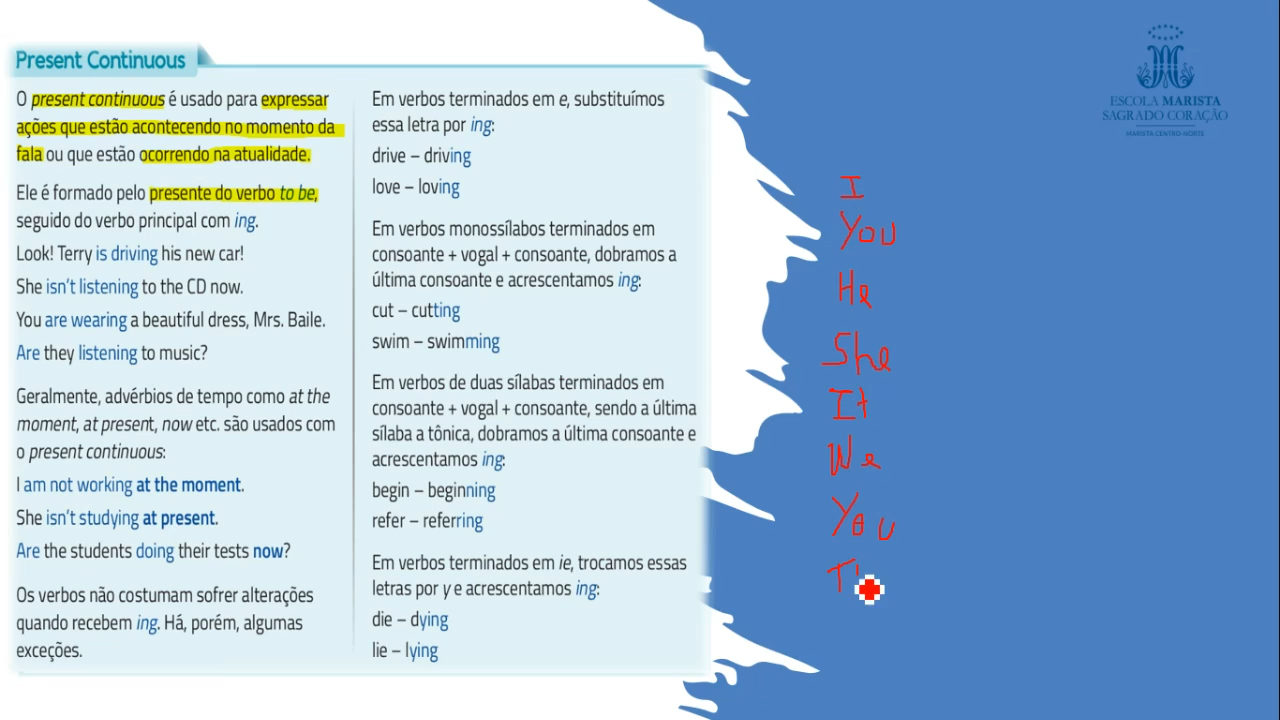 Present Continuous
O present continuous é usado para expressar
ações que estão acontecendo no momento da
fala ou que estão ocorrendo na atualidade.
Ele é formado pelo presente do verbo to be,
seguido do verbo principal com ing.
Look! Terry is driving his new car!
She isn't listening to the CD now.
You are wearing a beautiful dress, Mrs. Baile.
Are they listening to music?
Geralmente, advérbios de tempo como at the
moment, at present, now etc. são usados com
o present continuous:
I am not working at the moment.
She isn't studying at present.
Are the students doing their tests now?
Os verbos não costumam sofrer alterações
quando recebem ing. Há, porém, algumas
exceções.
Em verbos terminados em e, substituímos
essa letra por ing:
drive – driving
love – loving
Em verbos monossílabos terminados em
consoante + vogal + consoante, dobramos a
última consoante e acrescentamos ing:
cut – cutting
swim – swimming
Em verbos de duas sílabas terminados em
consoante + vogal + consoante, sendo a última
sílaba a tônica, dobramos a última consoante e
acrescentamos ing:
begin – beginning
refer – referring
Em verbos terminados em ie, trocamos essas
letras por y e acrescentamos ing:
die – dying
lie – lying
I
You
He
She
It
We
You
ESCOLA MARISTA
SAGRADO CORAÇÃO
MARISTA CENTRO-NORTE